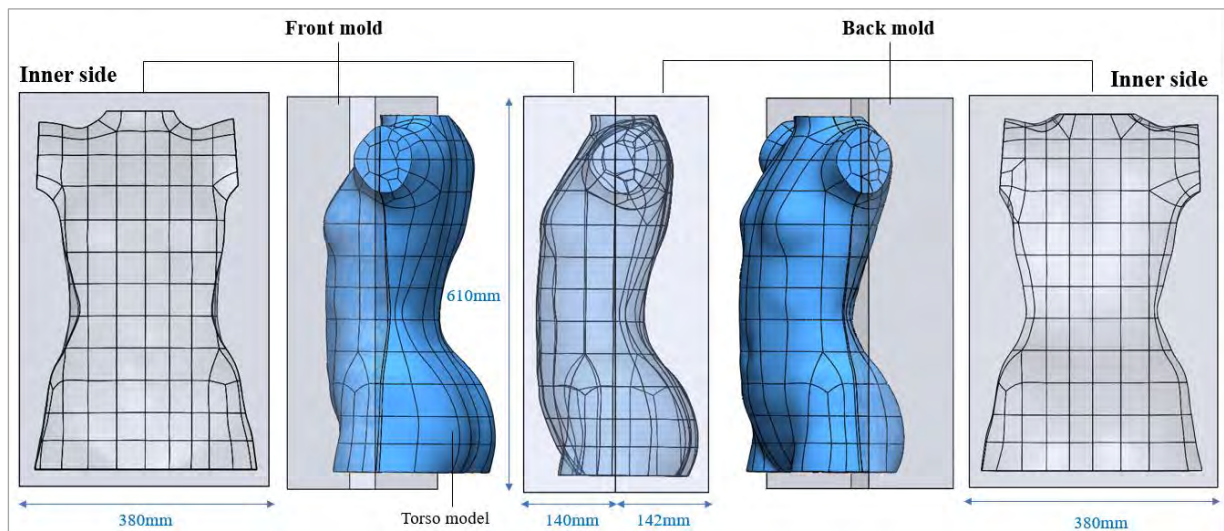 Front mold
Back mold
Inner side
Inner side
610mm
380mm
Torso model
140mm
142mm
380mm